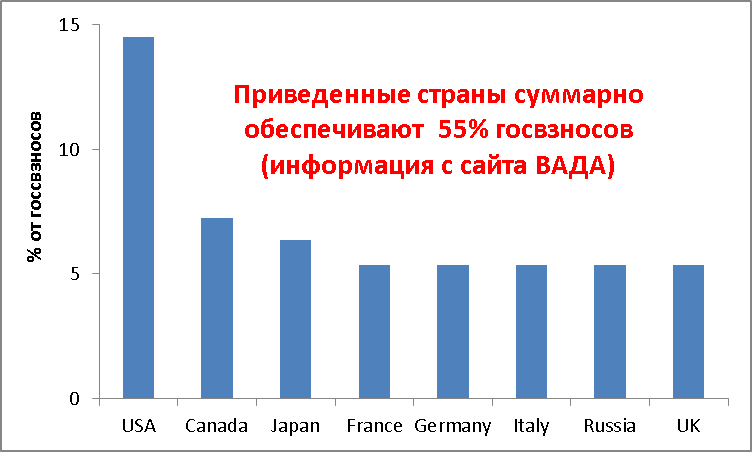 15
Приведенные страны суммарно
обеспечивают 55% госвзносов
(информация с сайта ВАДА)
% от госсвзносов
10
5
0
USA Canada Japan France Germany Italy Russia UK